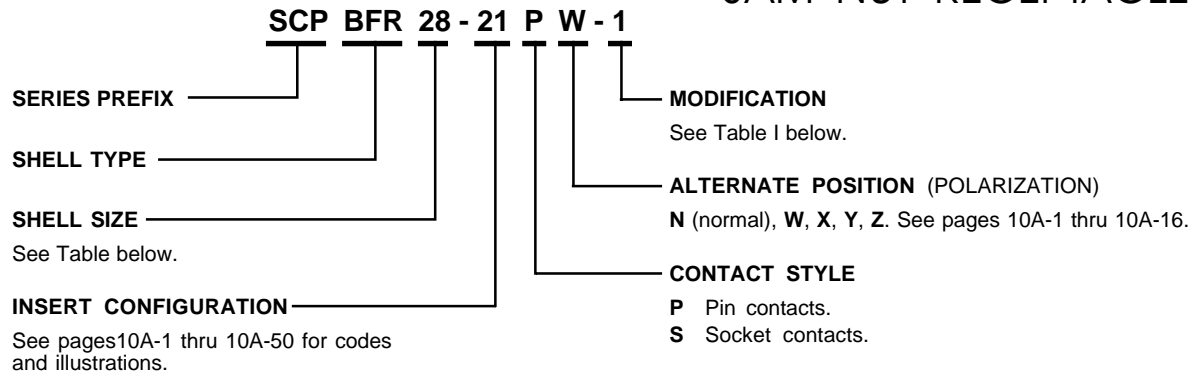 SCP BFR 28 - 21 P W - 1
SERIES PREFIX
SHELL TYPE
SHELL SIZE
See Table below.
INSERT CONFIGURATION
See pages10A-1 thru 10A-50 for codes
and illustrations.
MODIFICATION
See Table I below.
ALTERNATE POSITION (POLARIZATION)
N (normal), W, X, Y, Z. See pages 10A-1 thru 10A-16.
CONTACT STYLE
P Pin contacts.
S Socket contacts.